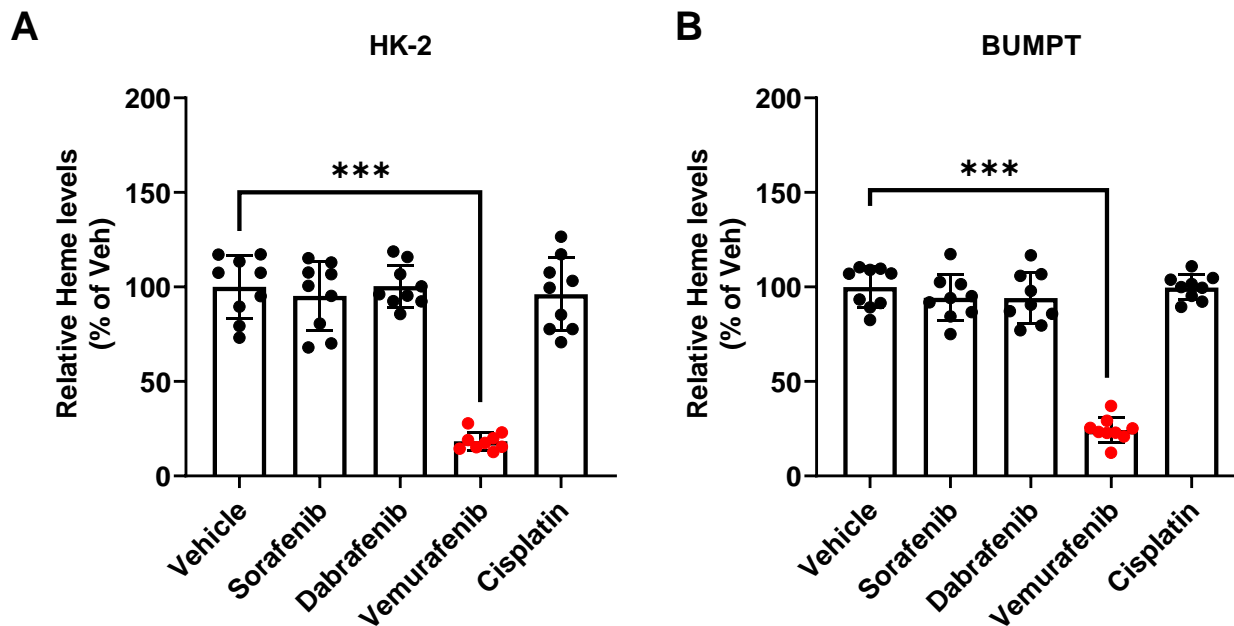 A
HK-2
Relative Heme levels
(% of Veh)
200
150
100
50
0
***
Vehicle
Sorafenib
Dabrafenib
Vemurafenib
Cisplatin
B
BUMPT
Relative Heme levels
(% of Veh)
200
150
100
50
0
***
Vehicle
Sorafenib
Dabrafenib
Vemurafenib
Cisplatin